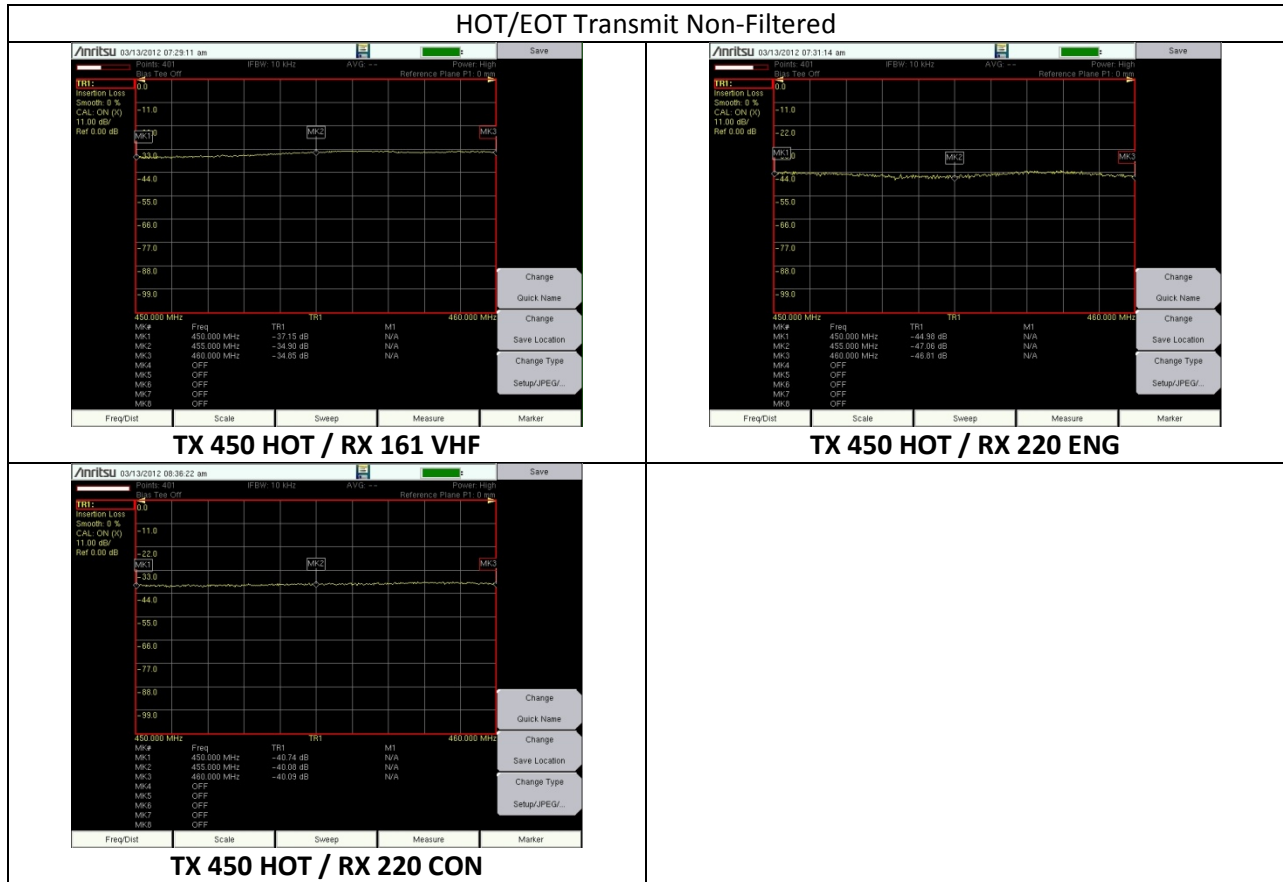 HOT/EOT Transmit Non-Filtered
Anritsu 03/13/2012 07:29:11 am
Save
Points: 401 IFBW: 10 kHz AVG: -- Power: High
Bias Tee Off Reference Plane P1: 0 mm
TR1:
Insertion Loss
Smooth: 0 %
CAL: ON (X)
11.00 dB/
Ref 0.00 dB
0.0
-11.0
MK1 MK2 MK3
-33.0
-44.0
-55.0
-66.0
-77.0
-88.0
-99.0
450.000 MHz TR1 460.000 MHz
MK# Freq TR1 M1
MK1 450.000 MHz -37.15 dB N/A
MK2 455.000 MHz -34.90 dB N/A
MK3 460.000 MHz -34.85 dB N/A
MK4 OFF
MK5 OFF
MK6 OFF
MK7 OFF
MK8 OFF
Change
Quick Name
Change
Save Location
Change Type
Setup/JPEG/...
Freq/Dist Scale Sweep Measure Marker
TX 450 HOT / RX 161 VHF
Anritsu 03/13/2012 07:31:14 am
Save
Points: 401 IFBW: 10 kHz AVG: -- Power: High
Bias Tee Off Reference Plane P1: 0 mm
TR1:
Insertion Loss
Smooth: 0 %
CAL: ON (X)
11.00 dB/
Ref 0.00 dB
0.0
-11.0
-22.0
MK1 MK2 MK3
-44.0
-55.0
-66.0
-77.0
-88.0
-99.0
450.000 MHz TR1 460.000 MHz
MK# Freq TR1 M1
MK1 450.000 MHz -44.98 dB N/A
MK2 455.000 MHz -47.06 dB N/A
MK3 460.000 MHz -46.81 dB N/A
MK4 OFF
MK5 OFF
MK6 OFF
MK7 OFF
MK8 OFF
Change
Quick Name
Change
Save Location
Change Type
Setup/JPEG/...
Freq/Dist Scale Sweep Measure Marker
TX 450 HOT / RX 220 ENG
Anritsu 03/13/2012 08:36:22 am
Save
Points: 401 IFBW: 10 kHz AVG: -- Power: High
Bias Tee Off Reference Plane P1: 0 mm
TR1:
Insertion Loss
Smooth: 0 %
CAL: ON (X)
11.00 dB/
Ref 0.00 dB
0.0
-11.0
-22.0
MK1 MK2 MK3
-33.0
-44.0
-55.0
-66.0
-77.0
-88.0
-99.0
450.000 MHz TR1 460.000 MHz
MK# Freq TR1 M1
MK1 450.000 MHz -40.74 dB N/A
MK2 455.000 MHz -40.08 dB N/A
MK3 460.000 MHz -40.09 dB N/A
MK4 OFF
MK5 OFF
MK6 OFF
MK7 OFF
MK8 OFF
Change
Quick Name
Change
Save Location
Change Type
Setup/JPEG/...
Freq/Dist Scale Sweep Measure Marker
TX 450 HOT / RX 220 CON